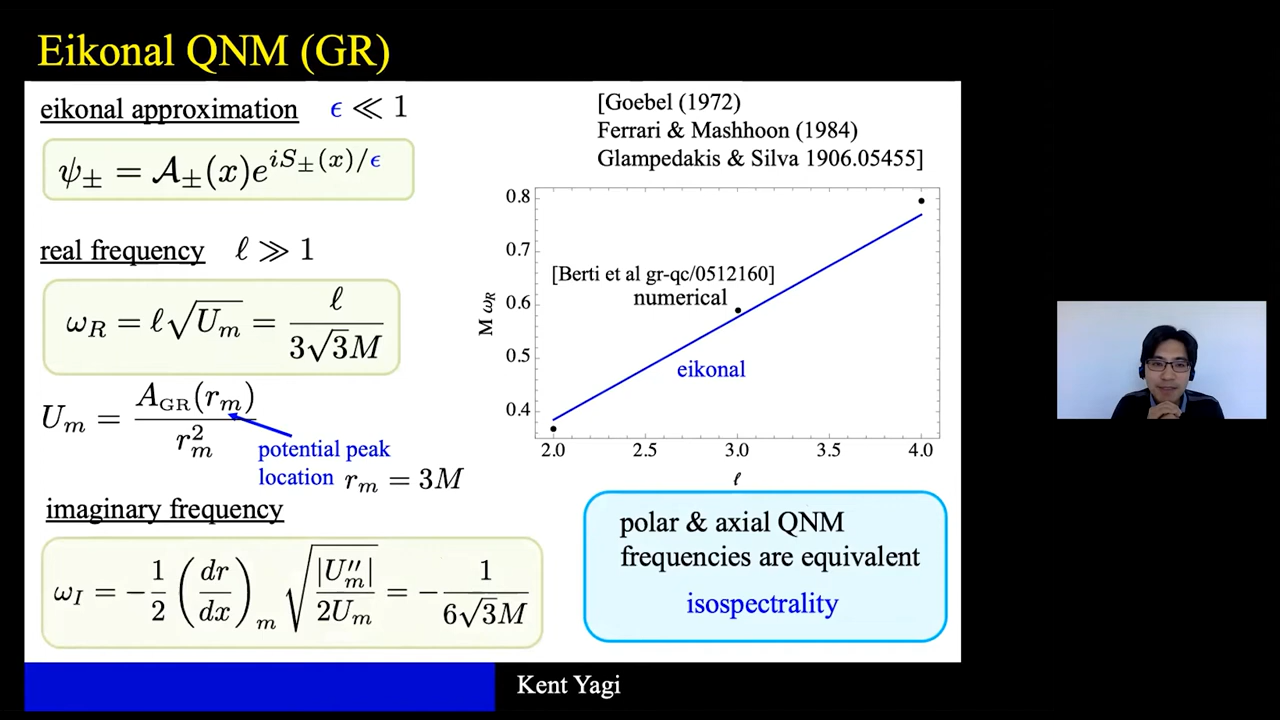 Eikonal QNM (GR)
eikonal approximation ϵ ≪ 1
ψ± = 𝒜±(x)e^{iS±(x)/ϵ}
real frequency ℓ ≫ 1
ω_R = ℓ√U_m = ℓ / (3√3M)
U_m = A_GR(r_m) / r_m^2
potential peak
location r_m = 3M
imaginary frequency
ω_I = −1/2 (dr/dx)_m √(|U''_m| / 2U_m) = − 1 / (6√3M)
[Goebel (1972)
Ferrari & Mashhoon (1984)
Glampedakis & Silva 1906.05455]
0.8
0.7
0.6
0.5
0.4
M ω_R
[Berti et al gr-qc/0512160]
numerical
eikonal
2.0 2.5 3.0 3.5 4.0
ℓ
polar & axial QNM
frequencies are equivalent
isospectrality
Kent Yagi